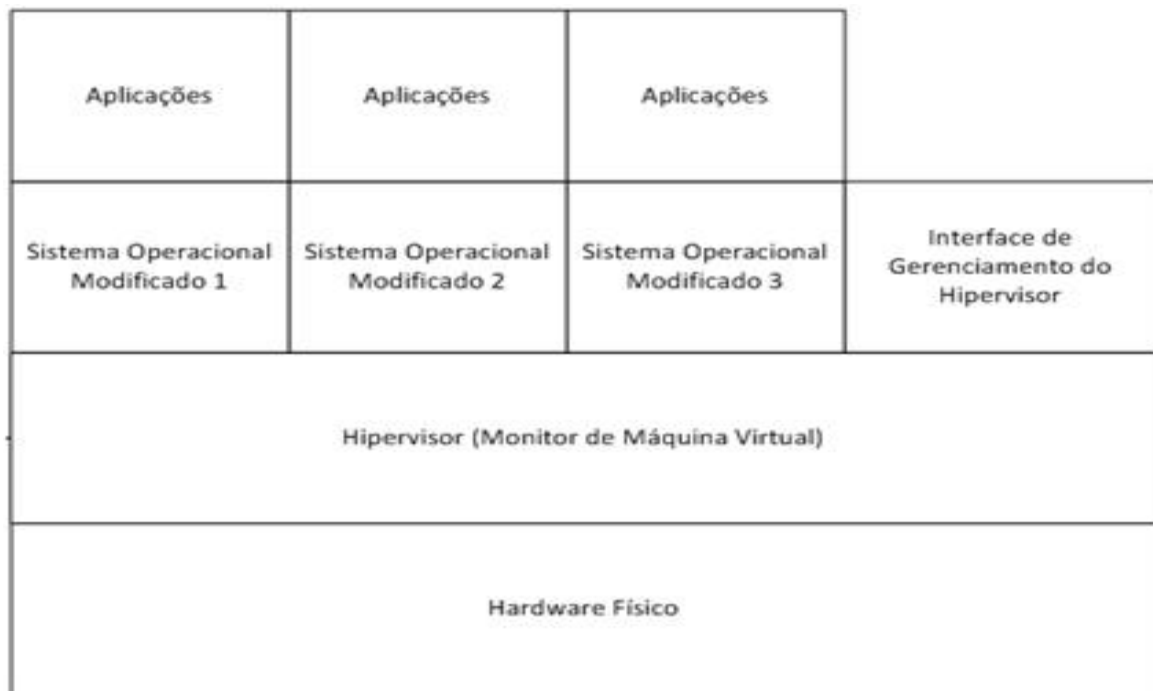 Aplicações
Aplicações
Aplicações
Sistema Operacional
Modificado 1
Sistema Operacional
Modificado 2
Sistema Operacional
Modificado 3
Interface de
Gerenciamento do
Hipervisor
Hipervisor (Monitor de Máquina Virtual)
Hardware Físico